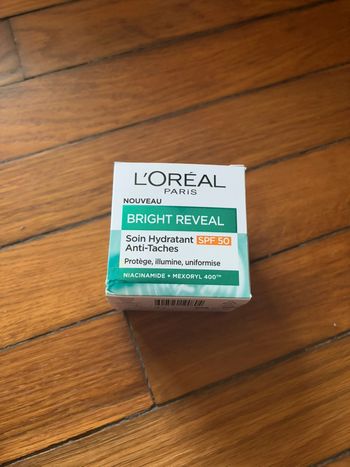 L'ORÉAL
PARIS
NOUVEAU
BRIGHT REVEAL
Soin Hydratant SPF 50
Anti-Taches
Protège, illumine, uniformise
NIACINAMIDE + MEXORYL 400™